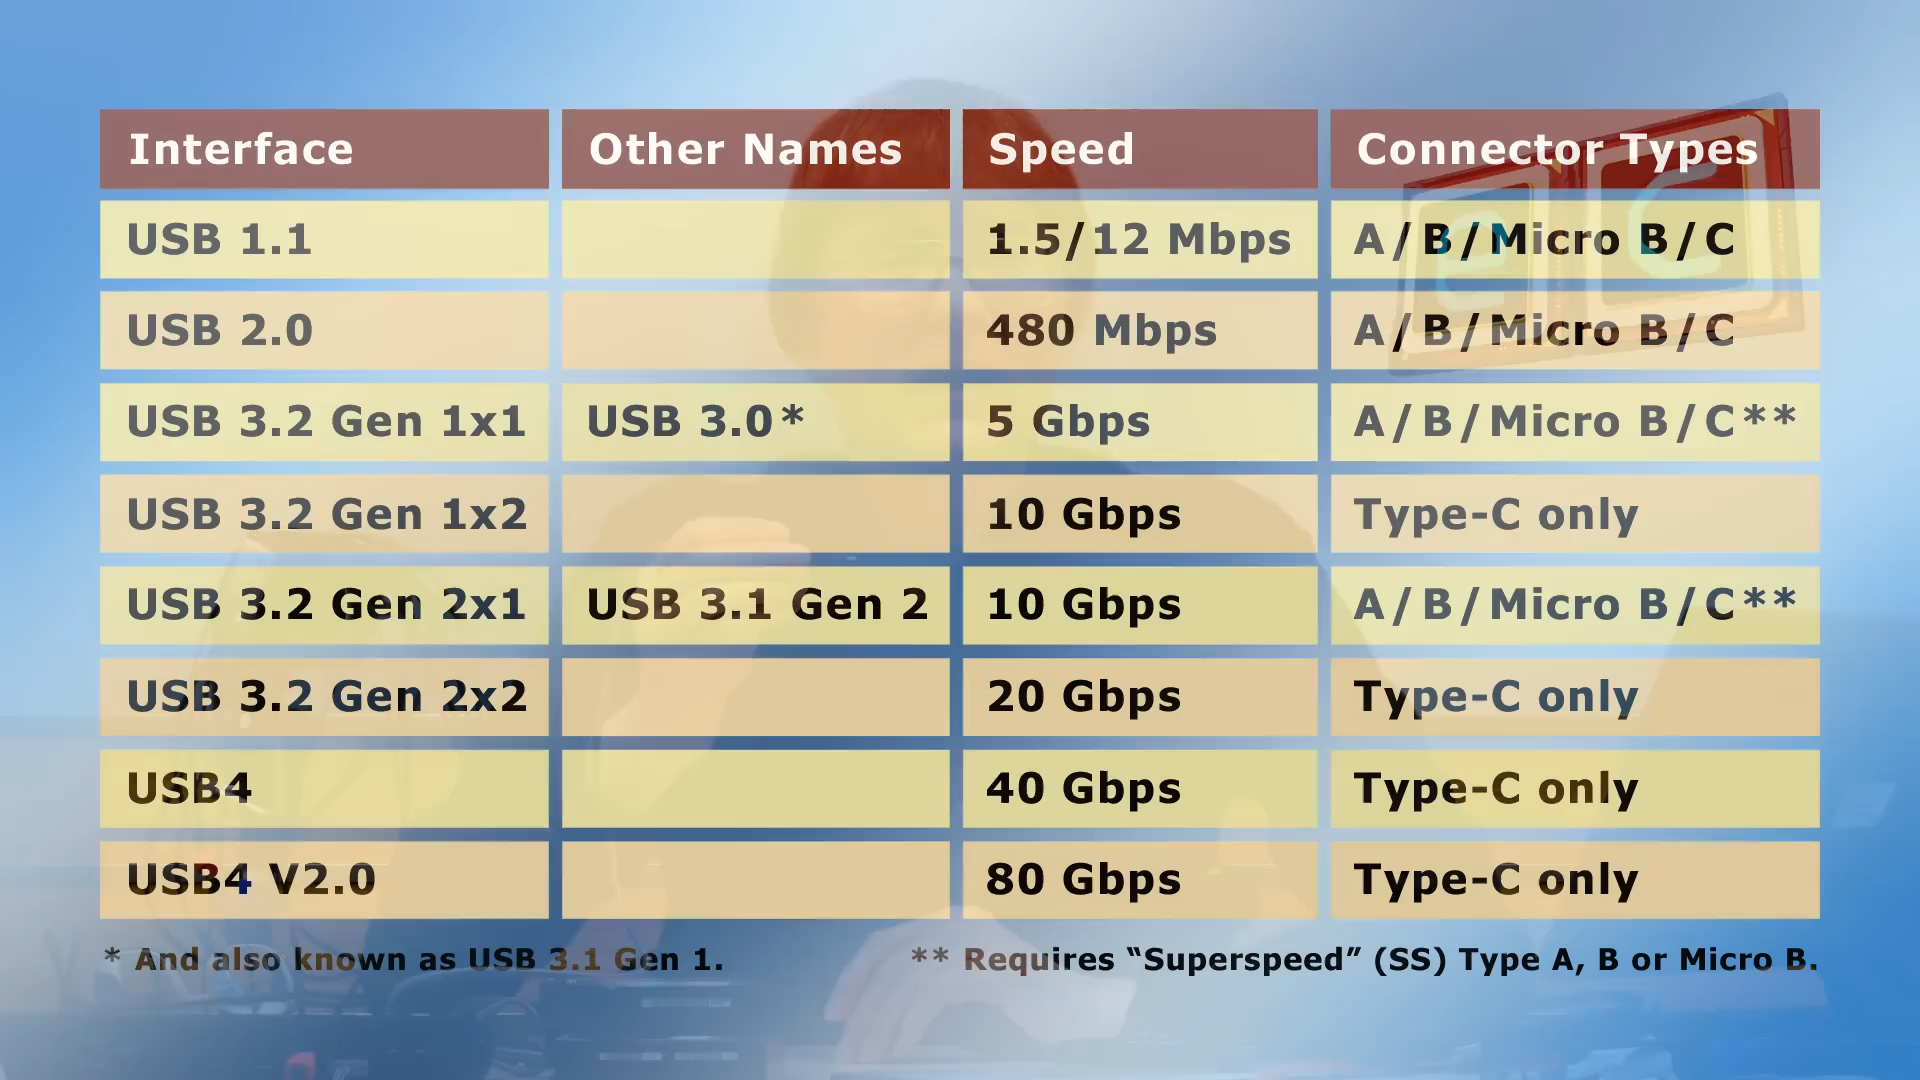 Interface Other Names Speed Connector Types
USB 1.1 1.5/12 Mbps A/B/Micro B/C
USB 2.0 480 Mbps A/B/Micro B/C
USB 3.2 Gen 1x1 USB 3.0* 5 Gbps A/B/Micro B/C**
USB 3.2 Gen 1x2 10 Gbps Type-C only
USB 3.2 Gen 2x1 USB 3.1 Gen 2 10 Gbps A/B/Micro B/C**
USB 3.2 Gen 2x2 20 Gbps Type-C only
USB4 40 Gbps Type-C only
USB4 V2.0 80 Gbps Type-C only
* And also known as USB 3.1 Gen 1. ** Requires “Superspeed” (SS) Type A, B or Micro B.